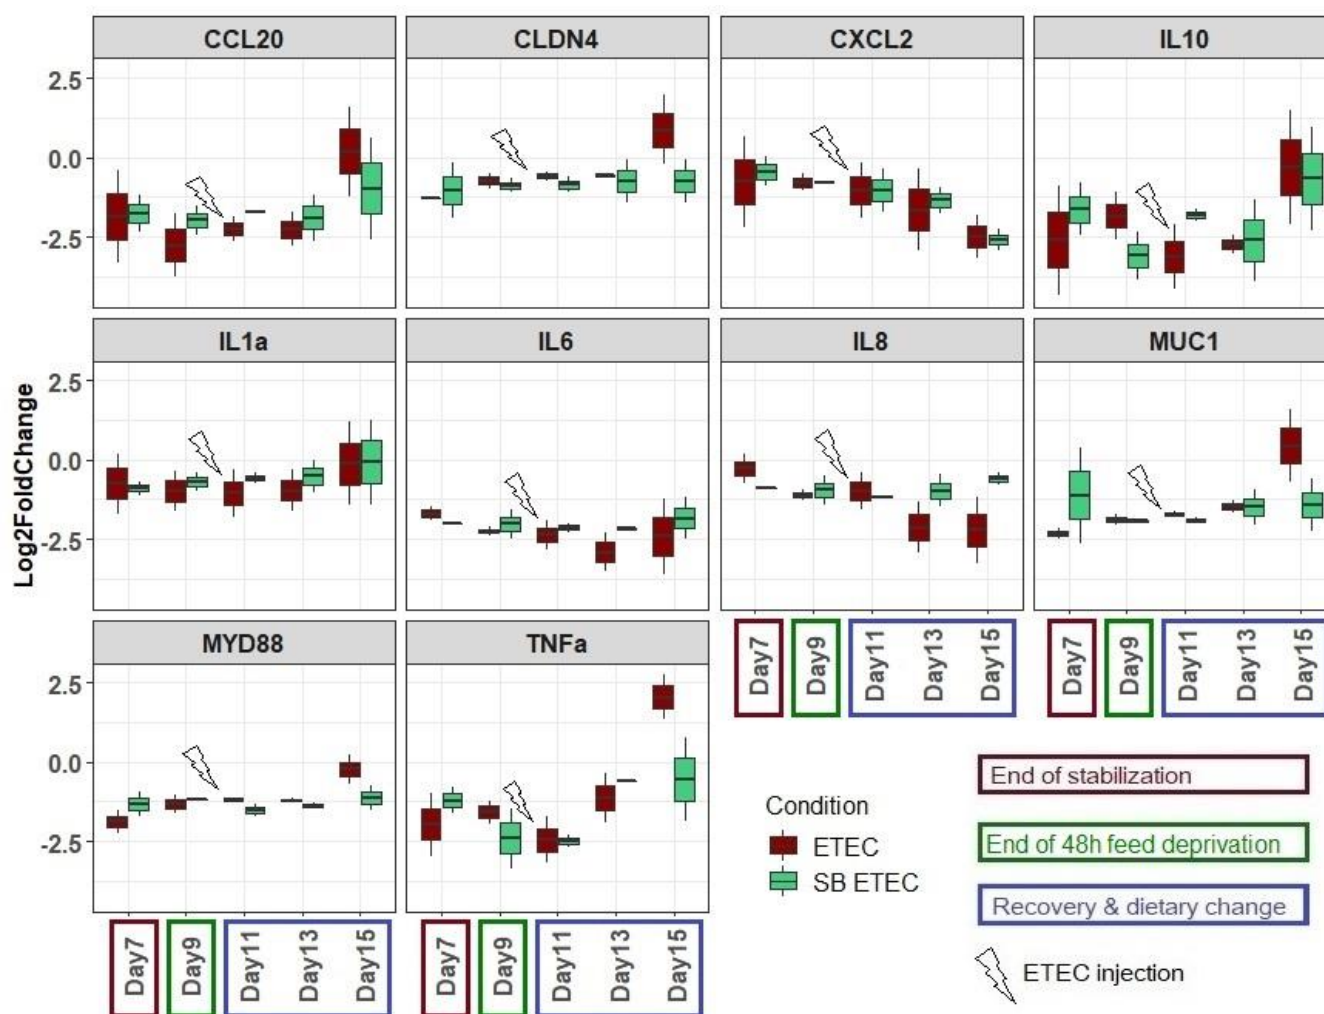 CCL20 CLDN4 CXCL2 IL10
2.5
0.0
-2.5
IL1a IL6 IL8 MUC1
2.5
0.0
-2.5
Log2FoldChange
MYD88 TNFa
2.5
0.0
-2.5
Day7 Day9 Day11 Day13 Day15 Day7 Day9 Day11 Day13 Day15
Condition
ETEC
SB ETEC
End of stabilization
End of 48h feed deprivation
Recovery & dietary change
ETEC injection
Day7 Day9 Day11 Day13 Day15 Day7 Day9 Day11 Day13 Day15